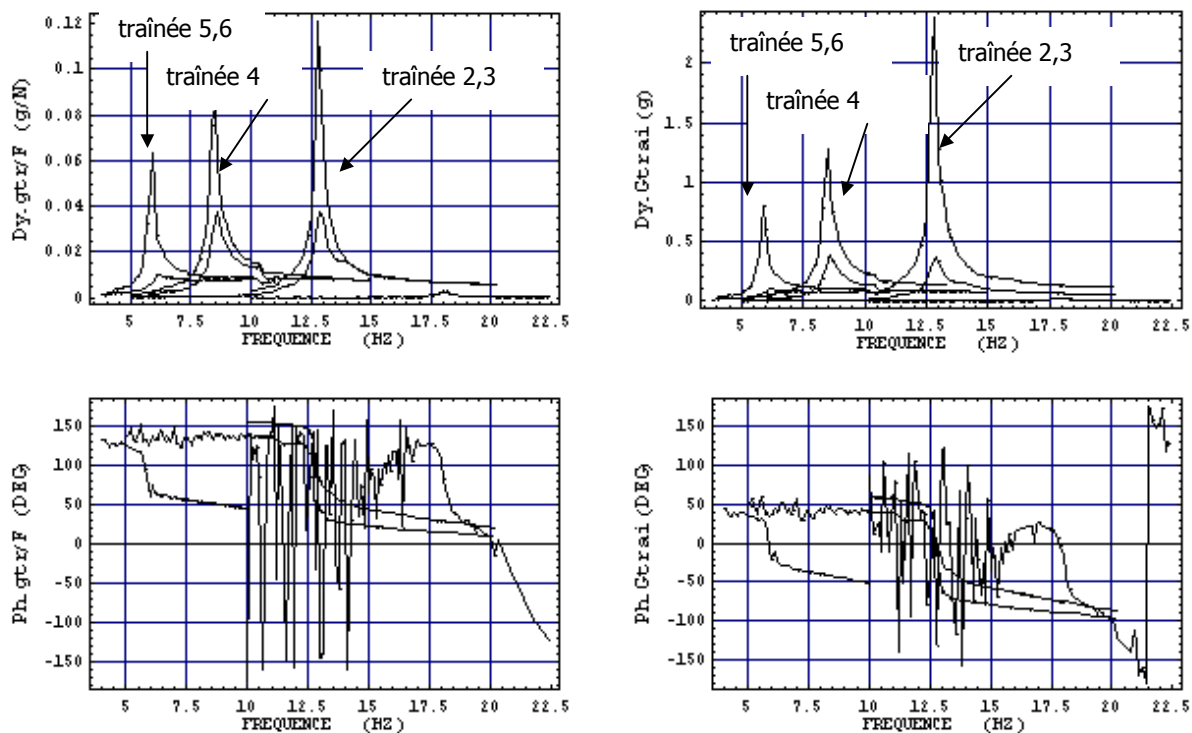 Dy.gtr/F (g/N)
0.12
0.1
0.08
0.06
0.04
0.02
0
traînée 5,6
traînée 4
traînée 2,3
5 7.5 10 12.5 15 17.5 20 22.5
FREQUENCE (HZ)
Dy.Gtrai(g)
2
1.5
1
0.5
0
traînée 5,6
traînée 2,3
traînée 4
5 7.5 10 12.5 15 17.5 20 22.5
FREQUENCE (HZ)
Ph.gtr/F (DEG)
150
100
50
0
-50
-100
-150
5 7.5 10 12.5 15 17.5 20 22.5
FREQUENCE (HZ)
Ph.Gtrai(DEG)
150
100
50
0
-50
-100
-150
5 7.5 10 12.5 15 17.5 20 22.5
FREQUENCE (HZ)